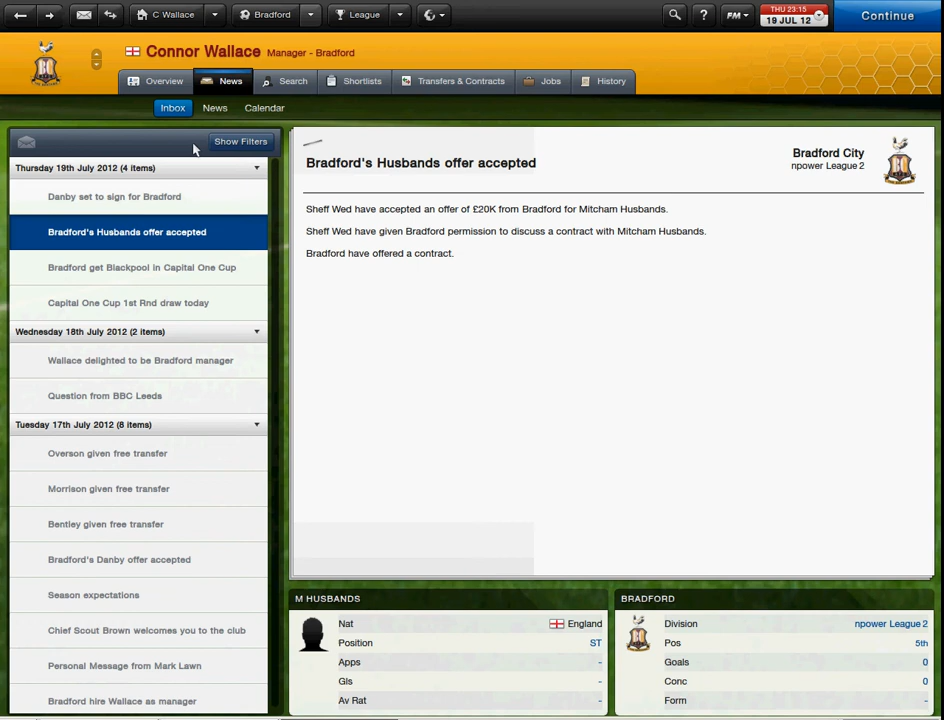 C Wallace
Bradford
League
?
FM
THU 23:15
19 JUL 12
Continue
Connor Wallace Manager - Bradford
Overview
News
Search
Shortlists
Transfers & Contracts
Jobs
History
Inbox
News
Calendar
Show Filters
Thursday 19th July 2012 (4 items)
Danby set to sign for Bradford
Bradford's Husbands offer accepted
Bradford get Blackpool in Capital One Cup
Capital One Cup 1st Rnd draw today
Wednesday 18th July 2012 (2 items)
Wallace delighted to be Bradford manager
Question from BBC Leeds
Tuesday 17th July 2012 (8 items)
Overson given free transfer
Morrison given free transfer
Bentley given free transfer
Bradford's Danby offer accepted
Season expectations
Chief Scout Brown welcomes you to the club
Personal Message from Mark Lawn
Bradford hire Wallace as manager
Bradford's Husbands offer accepted
Bradford City
npower League 2
Sheff Wed have accepted an offer of £20K from Bradford for Mitcham Husbands.
Sheff Wed have given Bradford permission to discuss a contract with Mitcham Husbands.
Bradford have offered a contract.
M HUSBANDS
Nat England
Position ST
Apps -
Gls -
Av Rat -
BRADFORD
Division npower League 2
Pos 5th
Goals 0
Conc 0
Form -